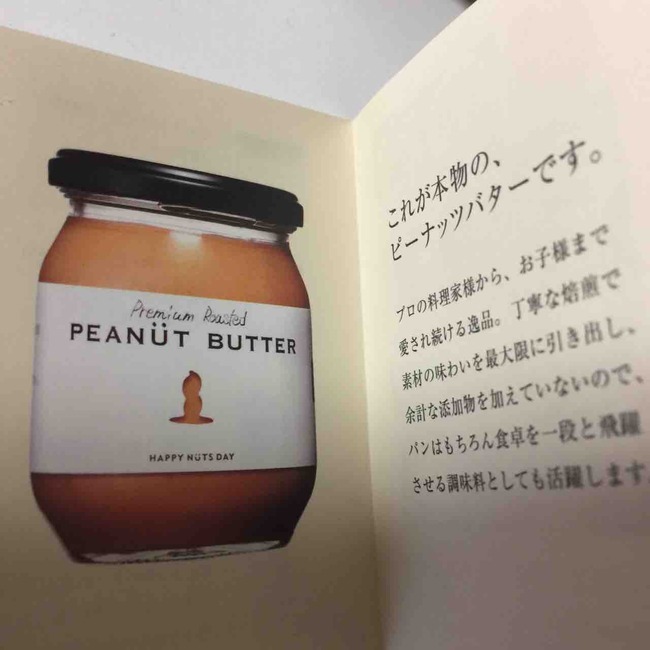 Premium Roasted
PEANÜT BUTTER
HAPPY NÜTS DAY
これが本物の、
ピーナッツバターです。
プロの料理家様から、お子様まで
愛され続ける逸品。丁寧な焙煎で
素材の味わいを最大限に引き出し、
余計な添加物を加えていないので、
パンはもちろん食卓を一段と飛躍
させる調味料としても活躍します。